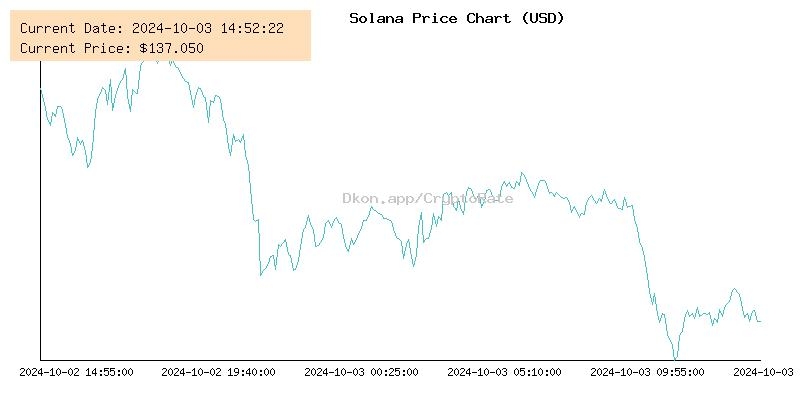 Solana Price Chart (USD)
Current Date: 2024-10-03 14:52:22
Current Price: $137.050
Dkon.app/CryptoRate
2024-10-02 14:55:00 2024-10-02 19:40:00 2024-10-03 00:25:00 2024-10-03 05:10:00 2024-10-03 09:55:00 2024-10-03